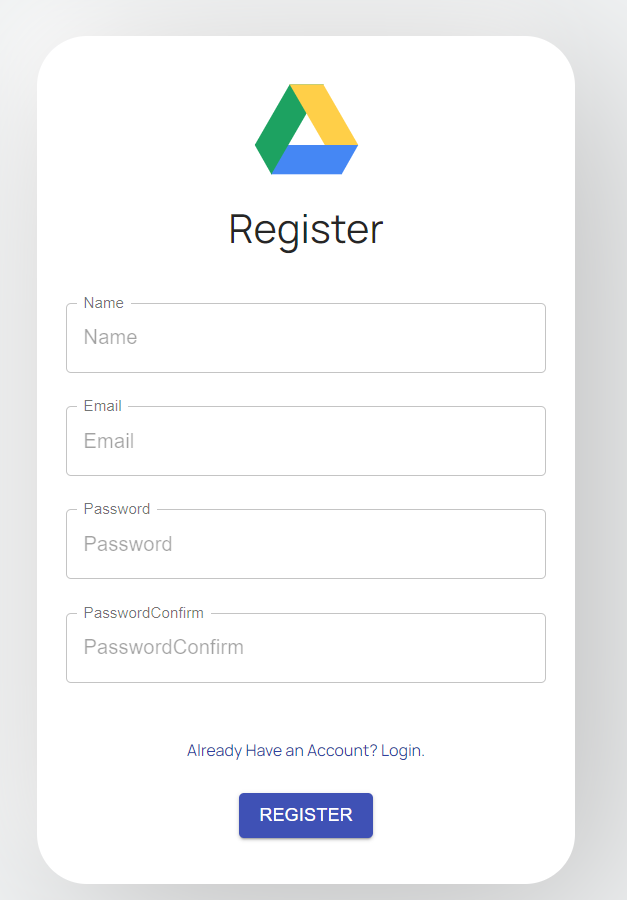 Register
Name
Name
Email
Email
Password
Password
PasswordConfirm
PasswordConfirm
Already Have an Account? Login.
REGISTER